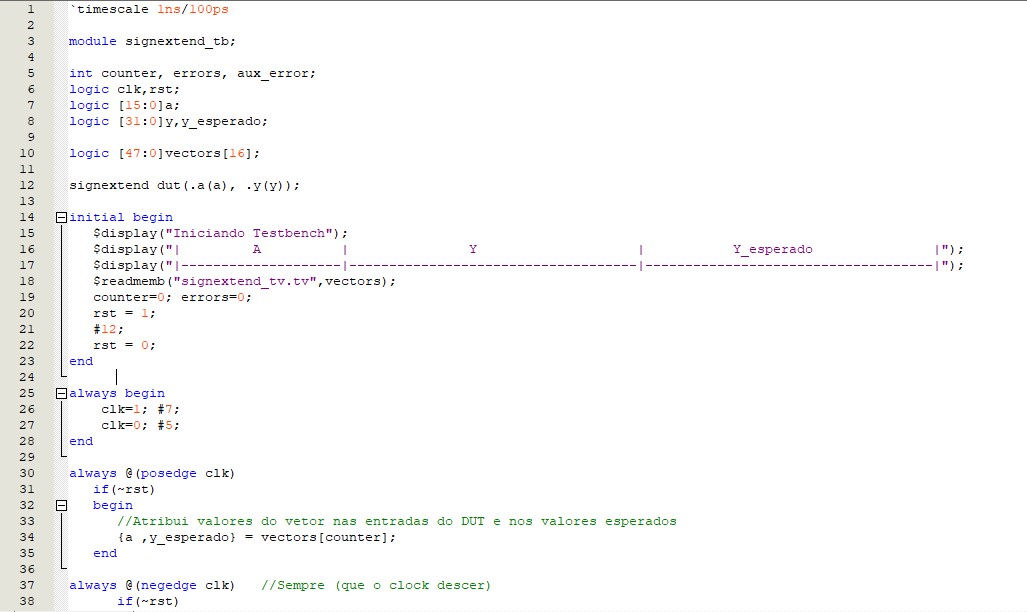 1 `timescale 1ns/100ps
2
3 module signextend_tb;
4
5 int counter, errors, aux_error;
6 logic clk,rst;
7 logic [15:0]a;
8 logic [31:0]y,y_esperado;
9
10 logic [47:0]vectors[16];
11
12 signextend dut(.a(a), .y(y));
13
14 initial begin
15 $display("Iniciando Testbench");
16 $display("|         A          |               Y                    |           Y_esperado               |");
17 $display("|--------------------|------------------------------------|------------------------------------|");
18 $readmemb("signextend_tv.tv",vectors);
19 counter=0; errors=0;
20 rst = 1;
21 #12;
22 rst = 0;
23 end
24
25 always begin
26 clk=1; #7;
27 clk=0; #5;
28 end
29
30 always @(posedge clk)
31 if(~rst)
32 begin
33 //Atribui valores do vetor nas entradas do DUT e nos valores esperados
34 {a ,y_esperado} = vectors[counter];
35 end
36
37 always @(negedge clk)   //Sempre (que o clock descer)
38 if(~rst)